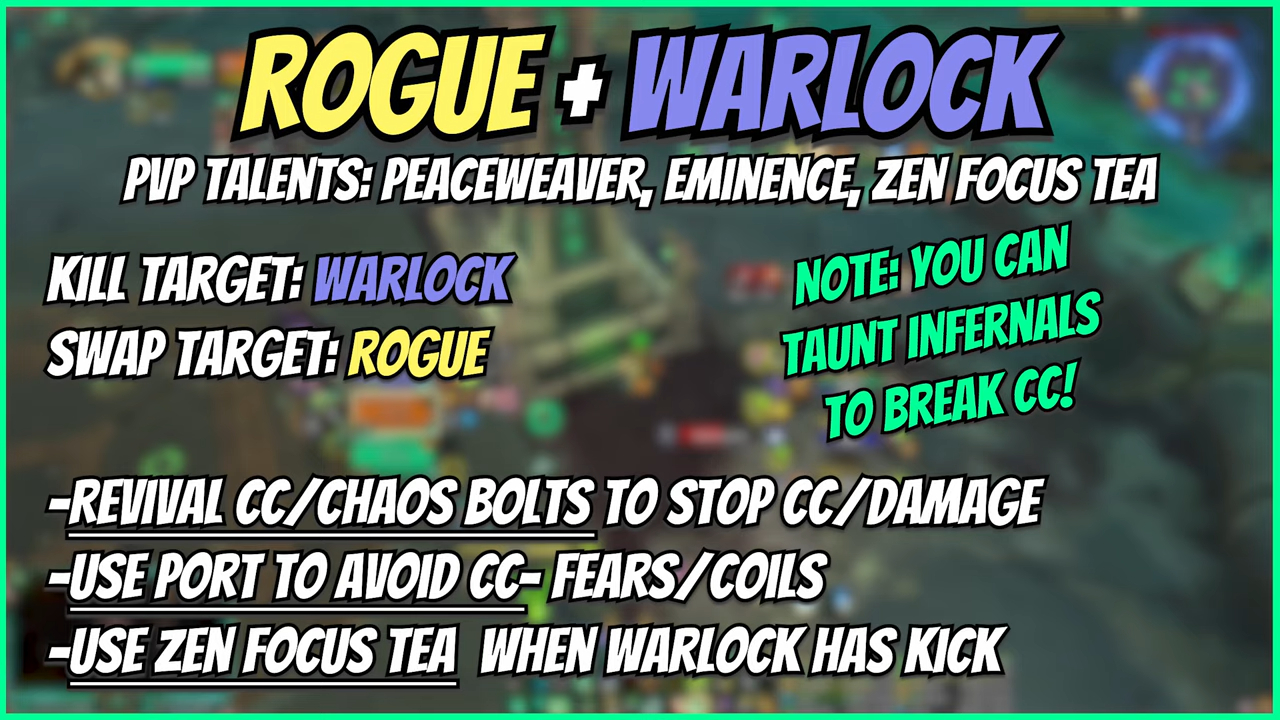 ROGUE + WARLOCK
PVP TALENTS: PEACEWEAVER, EMINENCE, ZEN FOCUS TEA
KILL TARGET: WARLOCK
SWAP TARGET: ROGUE
NOTE: YOU CAN
TAUNT INFERNALS
TO BREAK CC!
-REVIVAL CC/CHAOS BOLTS TO STOP CC/DAMAGE
-USE PORT TO AVOID CC- FEARS/COILS
-USE ZEN FOCUS TEA WHEN WARLOCK HAS KICK